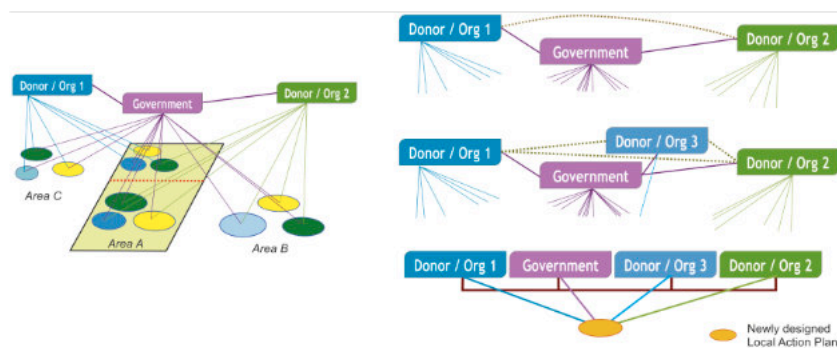 Donor / Org 1
Government
Donor / Org 2
Area C
Area A
Area B
Donor / Org 1
Government
Donor / Org 2
Donor / Org 1
Donor / Org 3
Government
Donor / Org 2
Donor / Org 1
Government
Donor / Org 3
Donor / Org 2
Newly designed
Local Action Plan